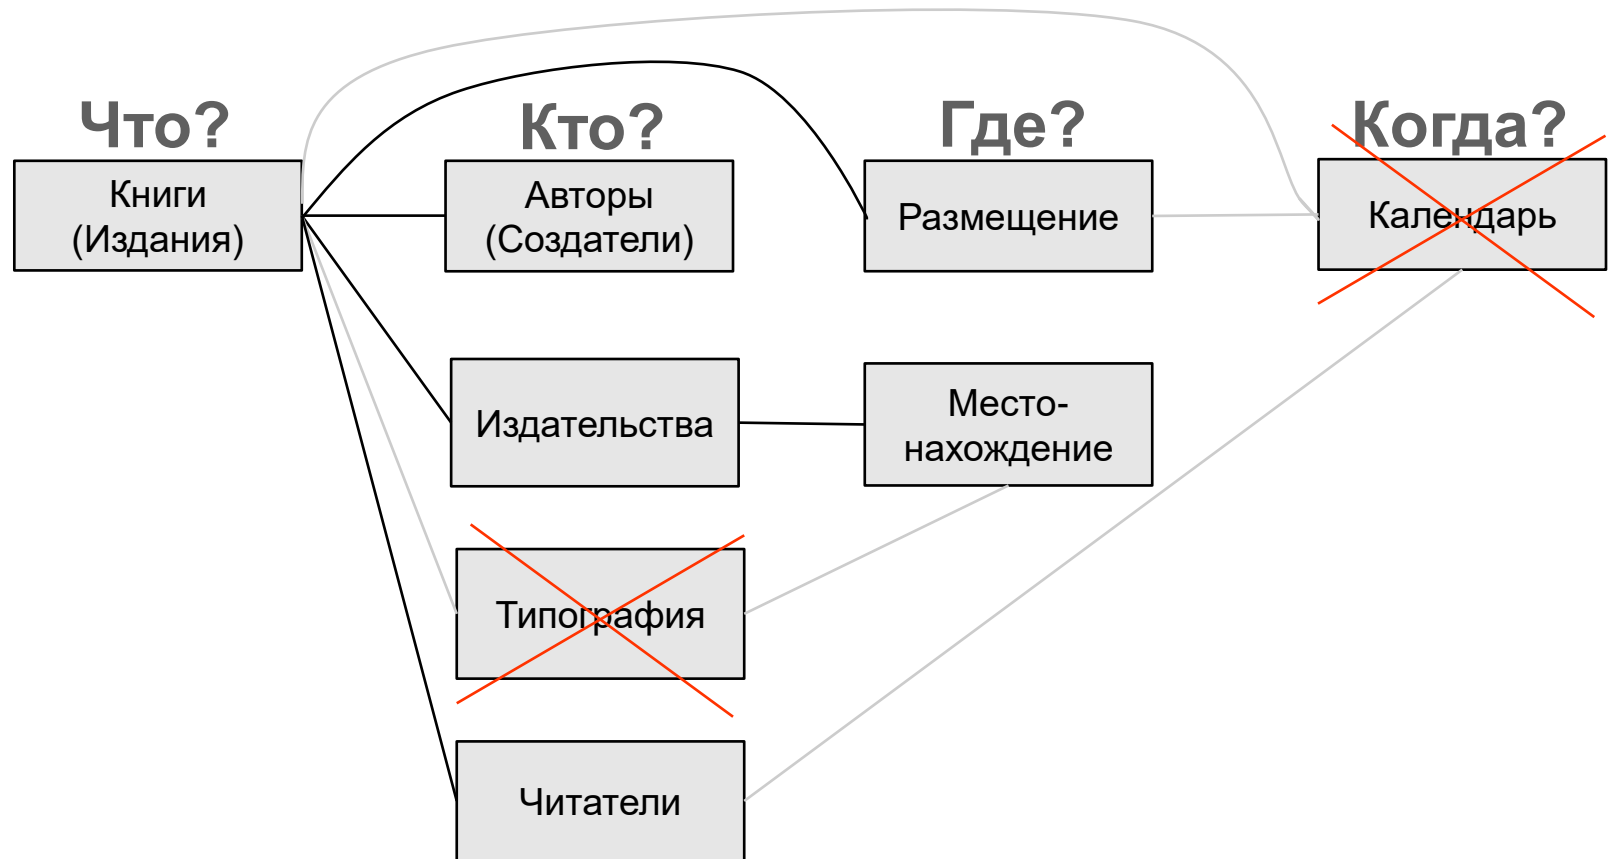 Что?
Кто?
Где?
Когда?
Книги
(Издания)
Авторы
(Создатели)
Размещение
Календарь
Издательства
Место-
нахождение
Типография
Читатели